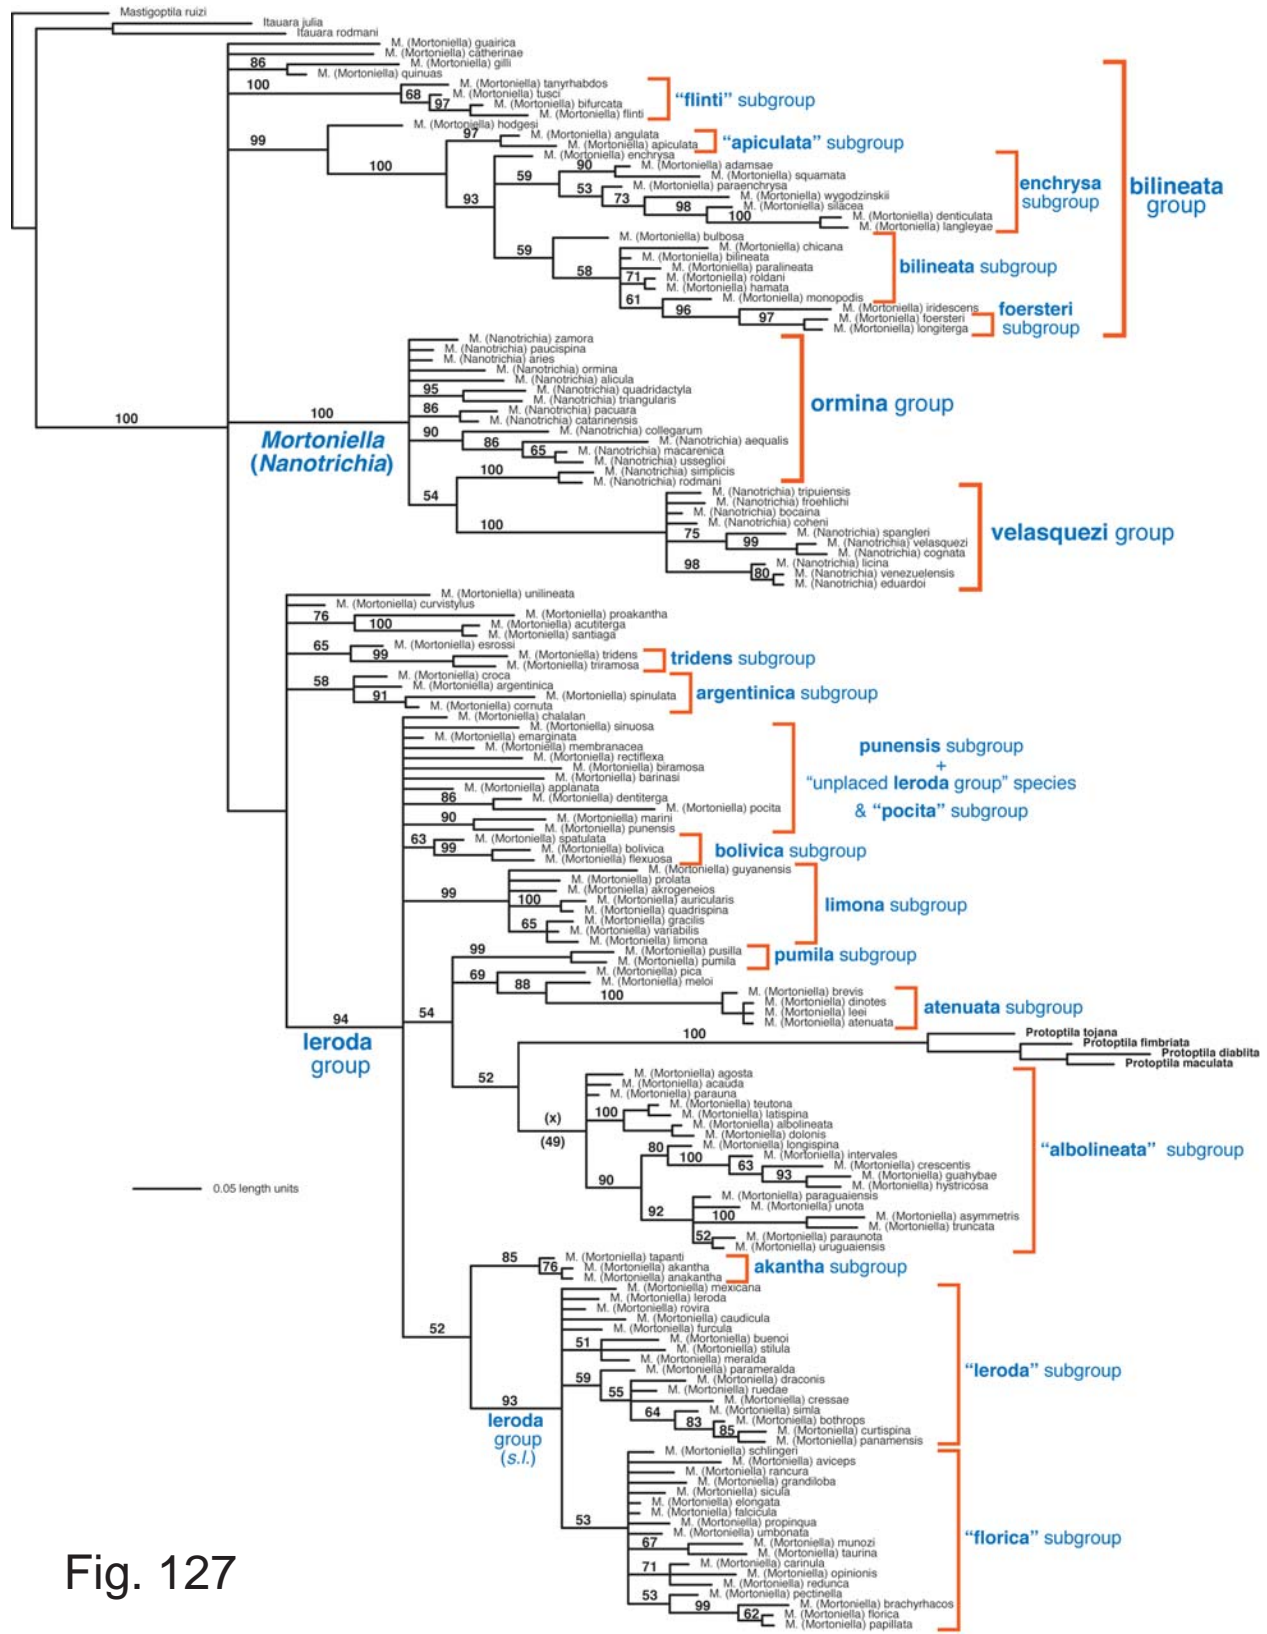 Mastigoptila ruizi
Itauara julia
Itauara rodmani
M. (Mortoniella) guairica
M. (Mortoniella) catherinae
86
M. (Mortoniella) gilli
M. (Mortoniella) quinuas
100
M. (Mortoniella) tanyrhabdos
68
M. (Mortoniella) tusci
97
M. (Mortoniella) bifurcata
M. (Mortoniella) flinti
"flinti" subgroup
99
M. (Mortoniella) hodgesi
97
M. (Mortoniella) angulata
M. (Mortoniella) apiculata
"apiculata" subgroup
100
M. (Mortoniella) enchrysa
90
M. (Mortoniella) adamsae
59
M. (Mortoniella) squamata
53
M. (Mortoniella) paraenchrysa
73
M. (Mortoniella) wygodzinskii
93
98
M. (Mortoniella) silacea
100
M. (Mortoniella) denticulata
M. (Mortoniella) langleyae
enchrysa
subgroup
bilineata
group
59
M. (Mortoniella) bulbosa
M. (Mortoniella) chicana
M. (Mortoniella) bilineata
58
M. (Mortoniella) paralineata
71
M. (Mortoniella) roldani
M. (Mortoniella) hamata
bilineata subgroup
61
M. (Mortoniella) monopodis
96
M. (Mortoniella) iridescens
97
M. (Mortoniella) foersteri
M. (Mortoniella) longiterga
foersteri
subgroup
M. (Nanotrichia) zamora
M. (Nanotrichia) paucispina
M. (Nanotrichia) aries
M. (Nanotrichia) ormina
M. (Nanotrichia) alicula
95
M. (Nanotrichia) quadridactyla
M. (Nanotrichia) triangularis
86
M. (Nanotrichia) pacuara
M. (Nanotrichia) catarinensis
100
100
Mortoniella
(Nanotrichia)
90
M. (Nanotrichia) collegarum
86
M. (Nanotrichia) aequalis
65
M. (Nanotrichia) macarenica
M. (Nanotrichia) usseglioi
100
M. (Nanotrichia) simplicis
M. (Nanotrichia) rodmani
ormina group
54
M. (Nanotrichia) tripuiensis
M. (Nanotrichia) froehlichi
M. (Nanotrichia) bocaina
100
M. (Nanotrichia) coheni
75
M. (Nanotrichia) spangleri
99
M. (Nanotrichia) velasquezi
M. (Nanotrichia) cognata
98
M. (Nanotrichia) licina
80
M. (Nanotrichia) venezuelensis
M. (Nanotrichia) eduardoi
velasquezi group
M. (Mortoniella) unilineata
M. (Mortoniella) curvistylus
76
M. (Mortoniella) proakantha
100
M. (Mortoniella) acutiterga
M. (Mortoniella) santiaga
65
M. (Mortoniella) esrossi
99
M. (Mortoniella) tridens
M. (Mortoniella) triramosa
tridens subgroup
58
M. (Mortoniella) croca
M. (Mortoniella) argentinica
91
M. (Mortoniella) spinulata
M. (Mortoniella) cornuta
argentinica subgroup
M. (Mortoniella) chalalan
M. (Mortoniella) sinuosa
M. (Mortoniella) emarginata
M. (Mortoniella) membranacea
M. (Mortoniella) rectiflexa
M. (Mortoniella) biramosa
M. (Mortoniella) barinasi
M. (Mortoniella) applanata
86
M. (Mortoniella) dentiterga
M. (Mortoniella) pocita
90
M. (Mortoniella) marini
M. (Mortoniella) punensis
punensis subgroup
+
"unplaced leroda group" species
& "pocita" subgroup
63
M. (Mortoniella) spatulata
99
M. (Mortoniella) bolivica
M. (Mortoniella) flexuosa
bolivica subgroup
99
M. (Mortoniella) guyanensis
M. (Mortoniella) prolata
M. (Mortoniella) akrogeneios
100
M. (Mortoniella) auricularis
M. (Mortoniella) quadrispina
65
M. (Mortoniella) gracilis
M. (Mortoniella) variabilis
M. (Mortoniella) limona
limona subgroup
99
M. (Mortoniella) pusilla
M. (Mortoniella) pumila
pumila subgroup
69
M. (Mortoniella) pica
88
M. (Mortoniella) meloi
100
M. (Mortoniella) brevis
M. (Mortoniella) dinotes
M. (Mortoniella) leei
M. (Mortoniella) atenuata
atenuata subgroup
94
54
leroda
group
100
Protoptila tojana
Protoptila fimbriata
Protoptila diablita
Protoptila maculata
52
M. (Mortoniella) agosta
M. (Mortoniella) acauda
M. (Mortoniella) parauna
(x)
(49)
100
M. (Mortoniella) teutona
M. (Mortoniella) latispina
M. (Mortoniella) albolineata
M. (Mortoniella) dolonis
80
M. (Mortoniella) longispina
100
M. (Mortoniella) intervales
63
M. (Mortoniella) crescentis
93
M. (Mortoniella) guahybae
M. (Mortoniella) hystricosa
90
M. (Mortoniella) paraguaiensis
92
M. (Mortoniella) unota
100
M. (Mortoniella) asymmetris
M. (Mortoniella) truncata
52
M. (Mortoniella) paraunota
M. (Mortoniella) uruguaiensis
"albolineata" subgroup
0.05 length units
85
M. (Mortoniella) tapanti
76
M. (Mortoniella) akantha
M. (Mortoniella) anakantha
akantha subgroup
52
M. (Mortoniella) mexicana
M. (Mortoniella) leroda
M. (Mortoniella) rovira
M. (Mortoniella) caudicula
M. (Mortoniella) furcula
51
M. (Mortoniella) buenoi
M. (Mortoniella) stilula
M. (Mortoniella) meralda
59
M. (Mortoniella) parameralda
55
M. (Mortoniella) draconis
M. (Mortoniella) ruedae
M. (Mortoniella) cressae
64
M. (Mortoniella) simla
83
M. (Mortoniella) bothrops
85
M. (Mortoniella) curtispina
M. (Mortoniella) panamensis
"leroda" subgroup
93
leroda
group
(s.l.)
53
M. (Mortoniella) schlingeri
M. (Mortoniella) aviceps
M. (Mortoniella) rancura
M. (Mortoniella) grandiloba
M. (Mortoniella) sicula
M. (Mortoniella) elongata
M. (Mortoniella) falcicula
M. (Mortoniella) propinqua
M. (Mortoniella) umbonata
67
M. (Mortoniella) munozi
M. (Mortoniella) taurina
71
M. (Mortoniella) carinula
M. (Mortoniella) opinionis
M. (Mortoniella) redunca
53
M. (Mortoniella) pectinella
99
M. (Mortoniella) brachyrhacos
62
M. (Mortoniella) florica
M. (Mortoniella) papillata
"florica" subgroup
Fig. 127